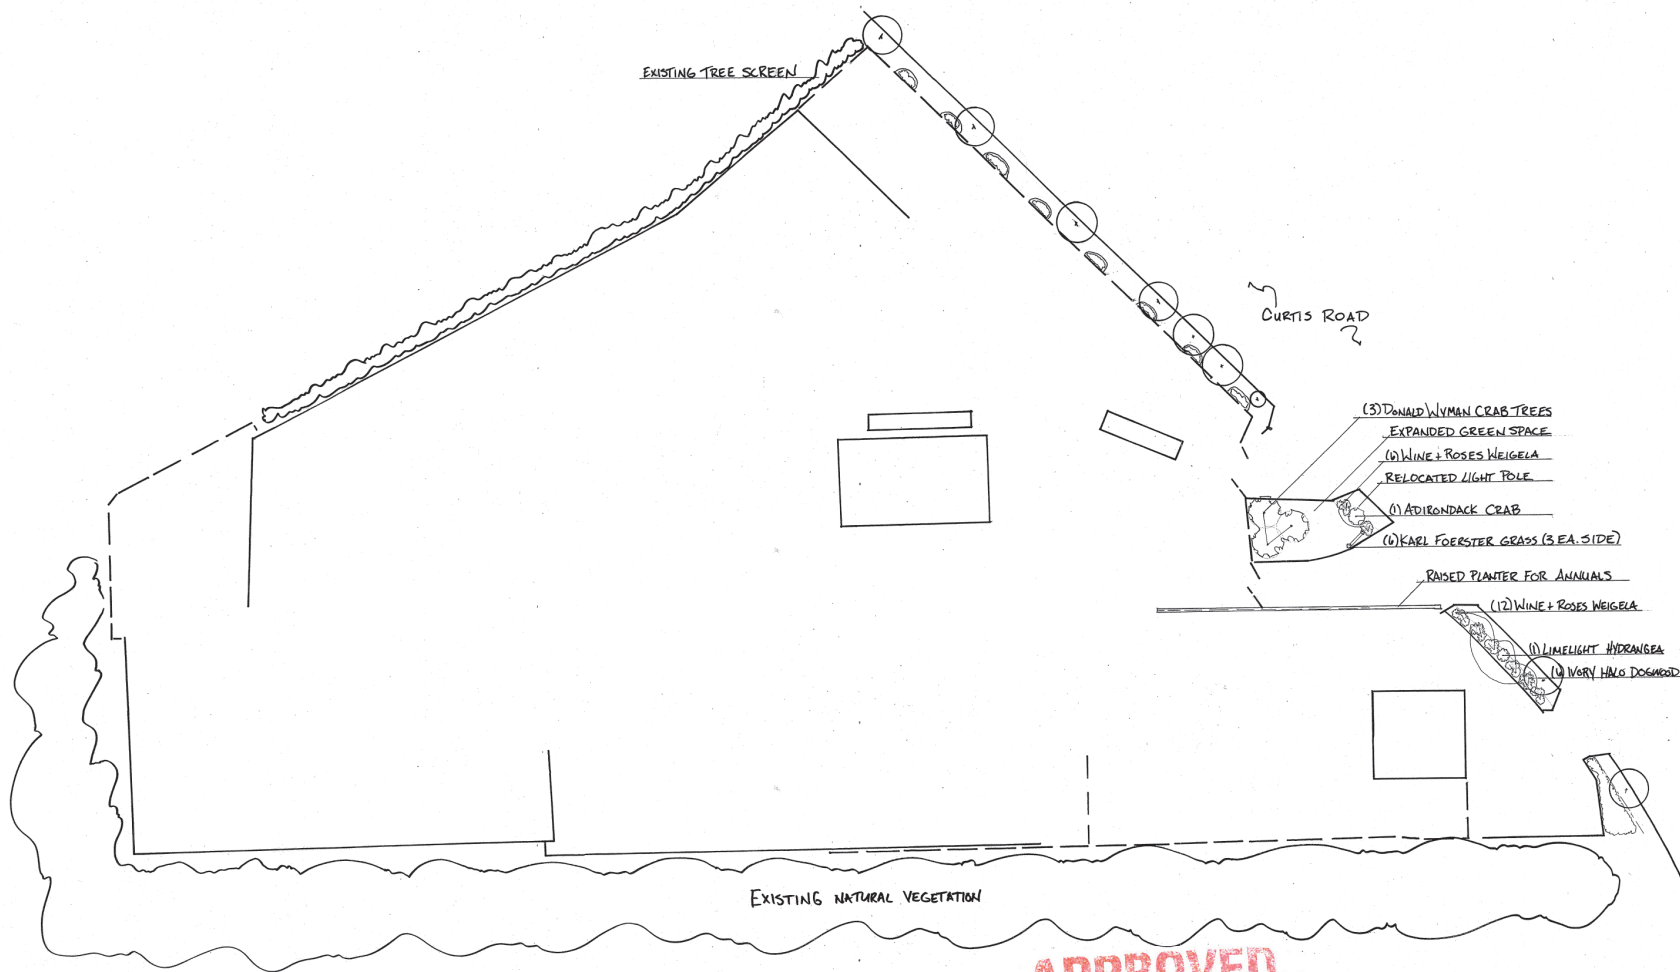 EXISTING TREE SCREEN
CURTIS ROAD
(3) DONALD WYMAN CRAB TREES
EXPANDED GREEN SPACE
(6) WINE + ROSES WEIGELA
RELOCATED LIGHT POLE
(1) ADIRONDACK CRAB
(6) KARL FOERSTER GRASS (3 EA. SIDE)
RAISED PLANTER FOR ANNUALS
(12) WINE + ROSES WEIGELA
(1) LIMELIGHT HYDRANGEA
IVORY HALO DOGWOOD
EXISTING NATURAL VEGETATION
APPROVED